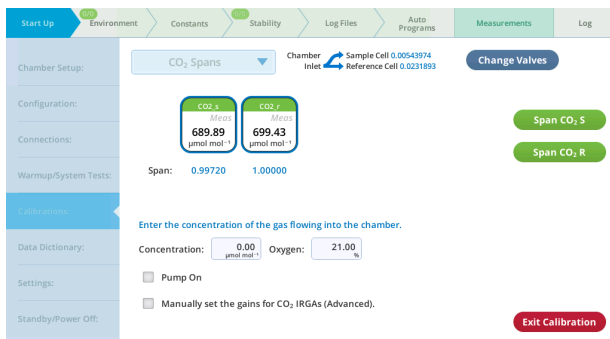 Start Up
0/0
Environment
Constants
Stability
Log Files
Auto
Programs
Measurements
Log
Chamber Setup:
Configuration:
Connections:
Warmup/System Tests:
Calibrations:
Data Dictionary:
Settings:
Standby/Power Off:
CO₂ Spans
Chamber
Inlet
Sample Cell 0.00543974
Reference Cell 0.0231893
Change Valves
CO2_s
Meas
689.89
µmol mol⁻¹
CO2_r
Meas
699.43
µmol mol⁻¹
Span CO₂ S
Span CO₂ R
Span: 0.99720 1.00000
Enter the concentration of the gas flowing into the chamber.
Concentration: 0.00 µmol mol⁻¹ Oxygen: 21.00 %
Pump On
Manually set the gains for CO₂ IRGAs (Advanced).
Exit Calibration